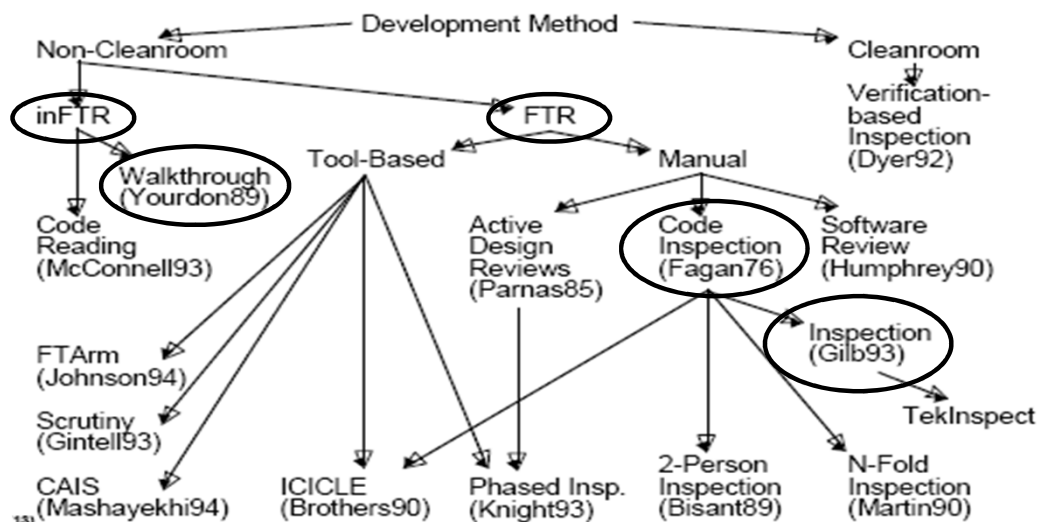 Development Method
Non-Cleanroom
Cleanroom
inFTR
FTR
Verification-
based
Inspection
(Dyer92)
Tool-Based
Manual
Walkthrough
(Yourdon89)
Code
Reading
(McConnell93)
Active
Design
Reviews
(Parnas85)
Code
Inspection
(Fagan76)
Software
Review
(Humphrey90)
Inspection
(Gilb93)
FTArm
(Johnson94)
TekInspect
Scrutiny
(Gintell93)
CAIS
(Mashayekhi94)
ICICLE
(Brothers90)
Phased Insp.
(Knight93)
2-Person
Inspection
(Bisant89)
N-Fold
Inspection
(Martin90)